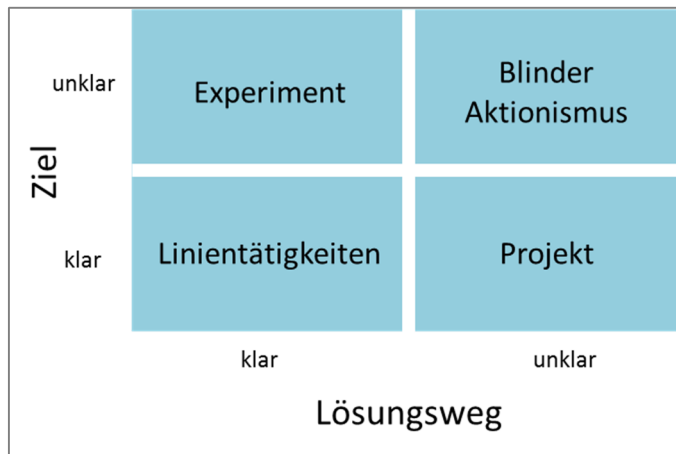 unklar
Experiment
Blinder
Aktionismus
Ziel
klar
Linientätigkeiten
Projekt
klar
unklar
Lösungsweg